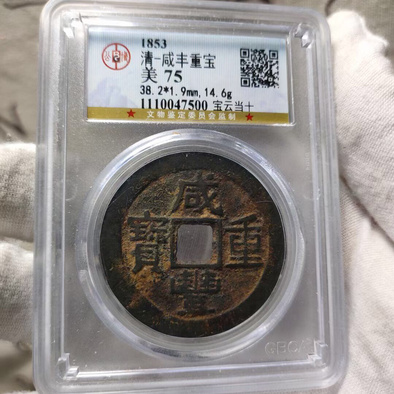 1853
清-咸丰重宝
美 75
38.2*1.9mm,14.6g
1110047500 宝云当十
★ 文物鉴定委员会监制 ★
咸
寶 重
豐